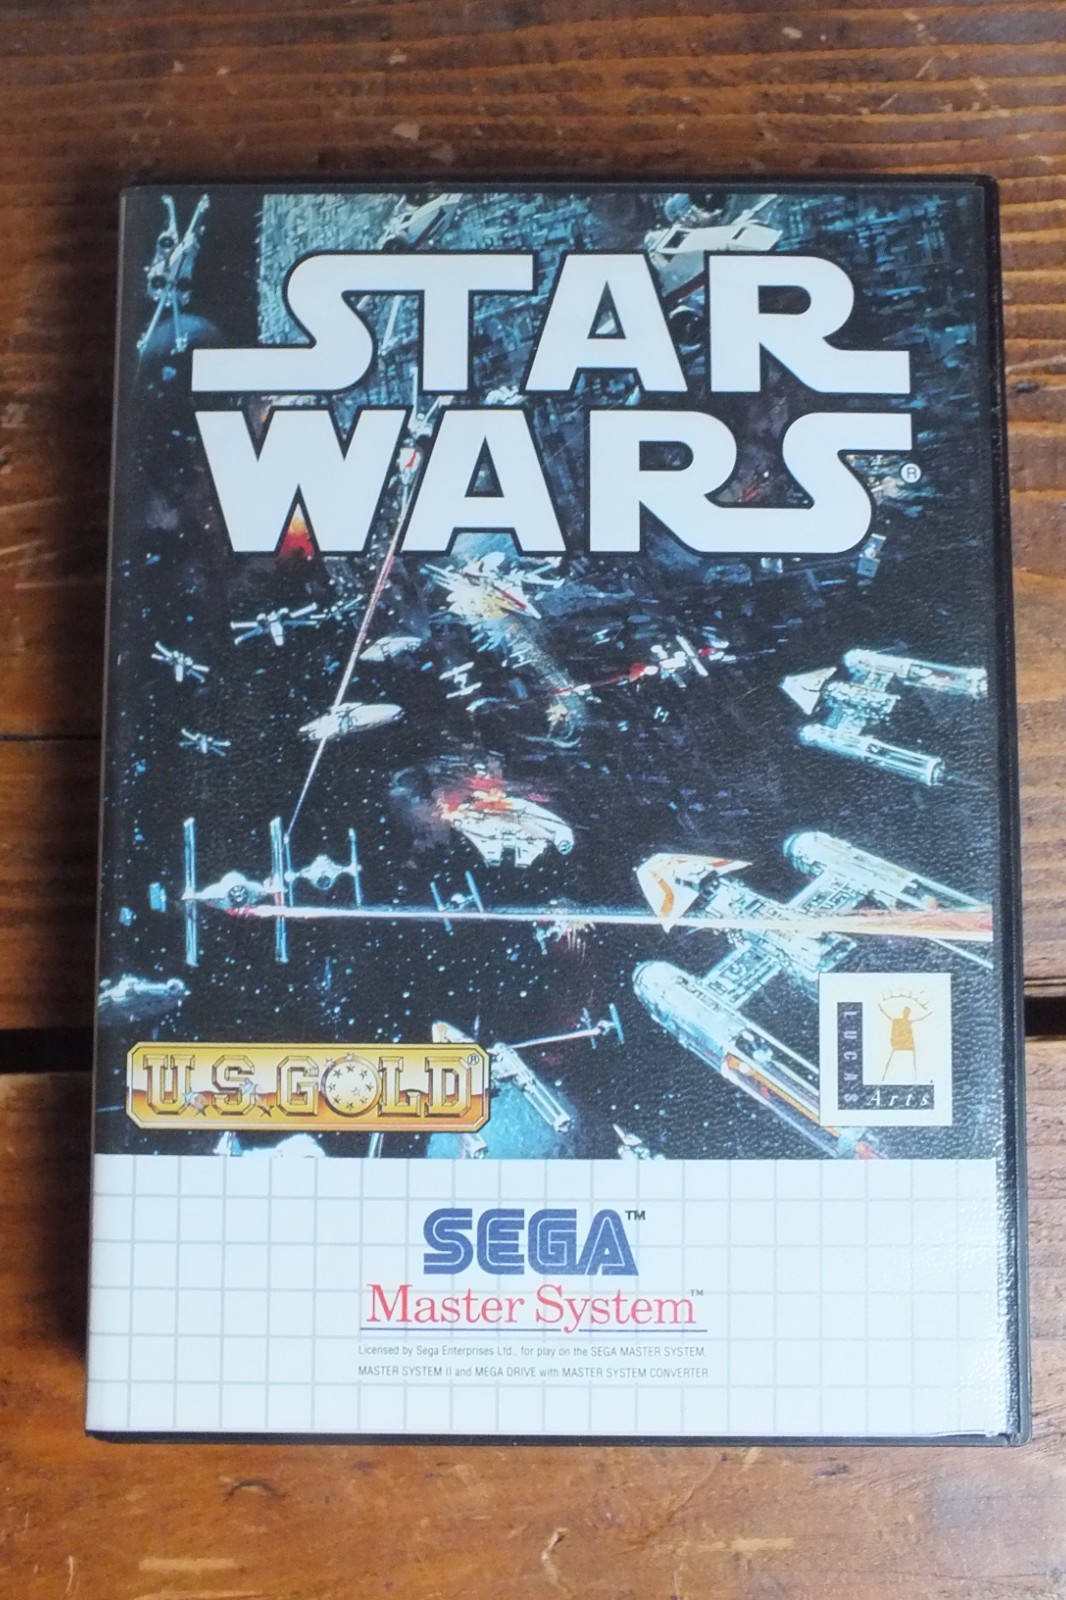 STAR
WARS®
U.S.GOLD®
LUCAS
Arts
SEGA™
Master System™
Licensed by Sega Enterprises Ltd., for play on the SEGA MASTER SYSTEM,
MASTER SYSTEM II and MEGA DRIVE with MASTER SYSTEM CONVERTER